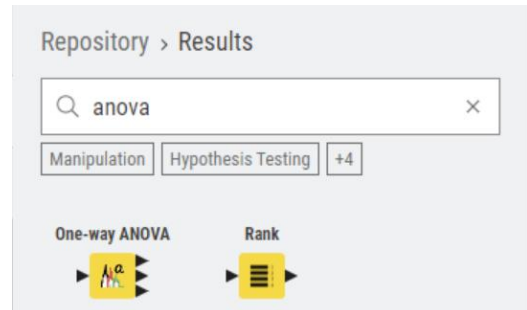 Repository › Results
anova
Manipulation Hypothesis Testing +4
One-way ANOVA Rank